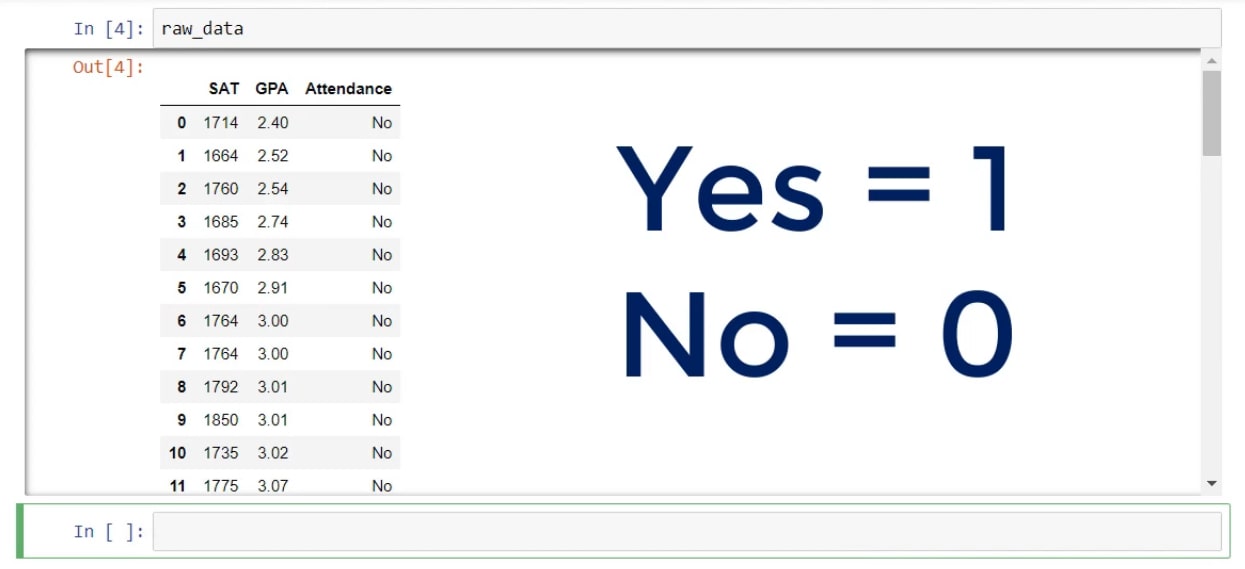 In [4]: raw_data
Out[4]:
SAT GPA Attendance
0 1714 2.40 No
1 1664 2.52 No
2 1760 2.54 No
3 1685 2.74 No
4 1693 2.83 No
5 1670 2.91 No
6 1764 3.00 No
7 1764 3.00 No
8 1792 3.01 No
9 1850 3.01 No
10 1735 3.02 No
11 1775 3.07 No
Yes = 1
No = 0
In [ ]: